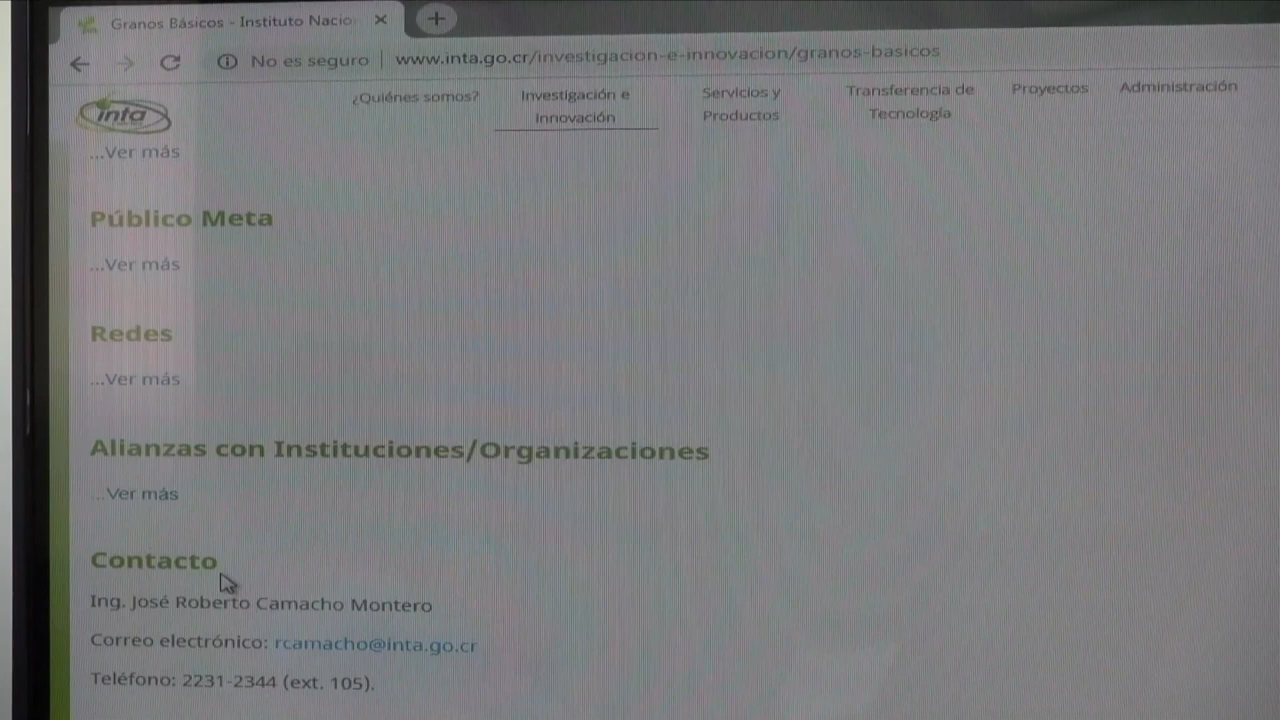 Granos Básicos - Instituto Nacio
No es seguro | www.inta.go.cr/investigacion-e-innovacion/granos-basicos
inta
¿Quiénes somos?
Investigación e
Innovación
Servicios y
Productos
Transferencia de
Tecnología
Proyectos
Administración
...Ver más
Público Meta
...Ver más
Redes
...Ver más
Alianzas con Instituciones/Organizaciones
...Ver más
Contacto
Ing. José Roberto Camacho Montero
Correo electrónico: rcamacho@inta.go.cr
Teléfono: 2231-2344 (ext. 105).